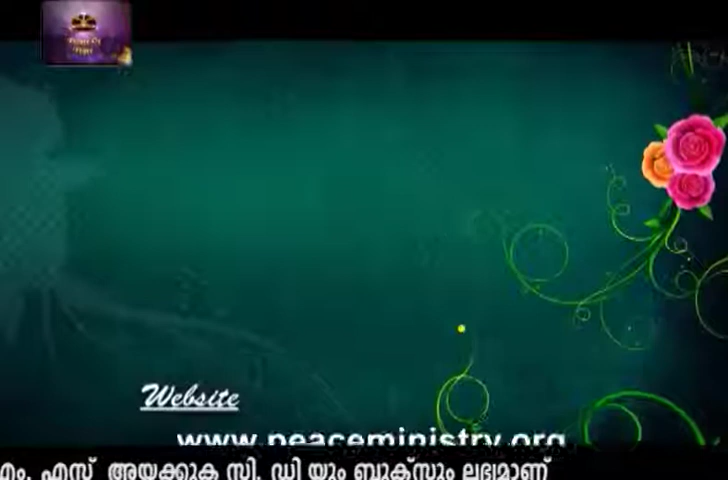 Website
www.peaceministry.org
എം. എസ് അയക്കുക സി. ഡി യും ബുക്സും ലഭ്യമാണ്